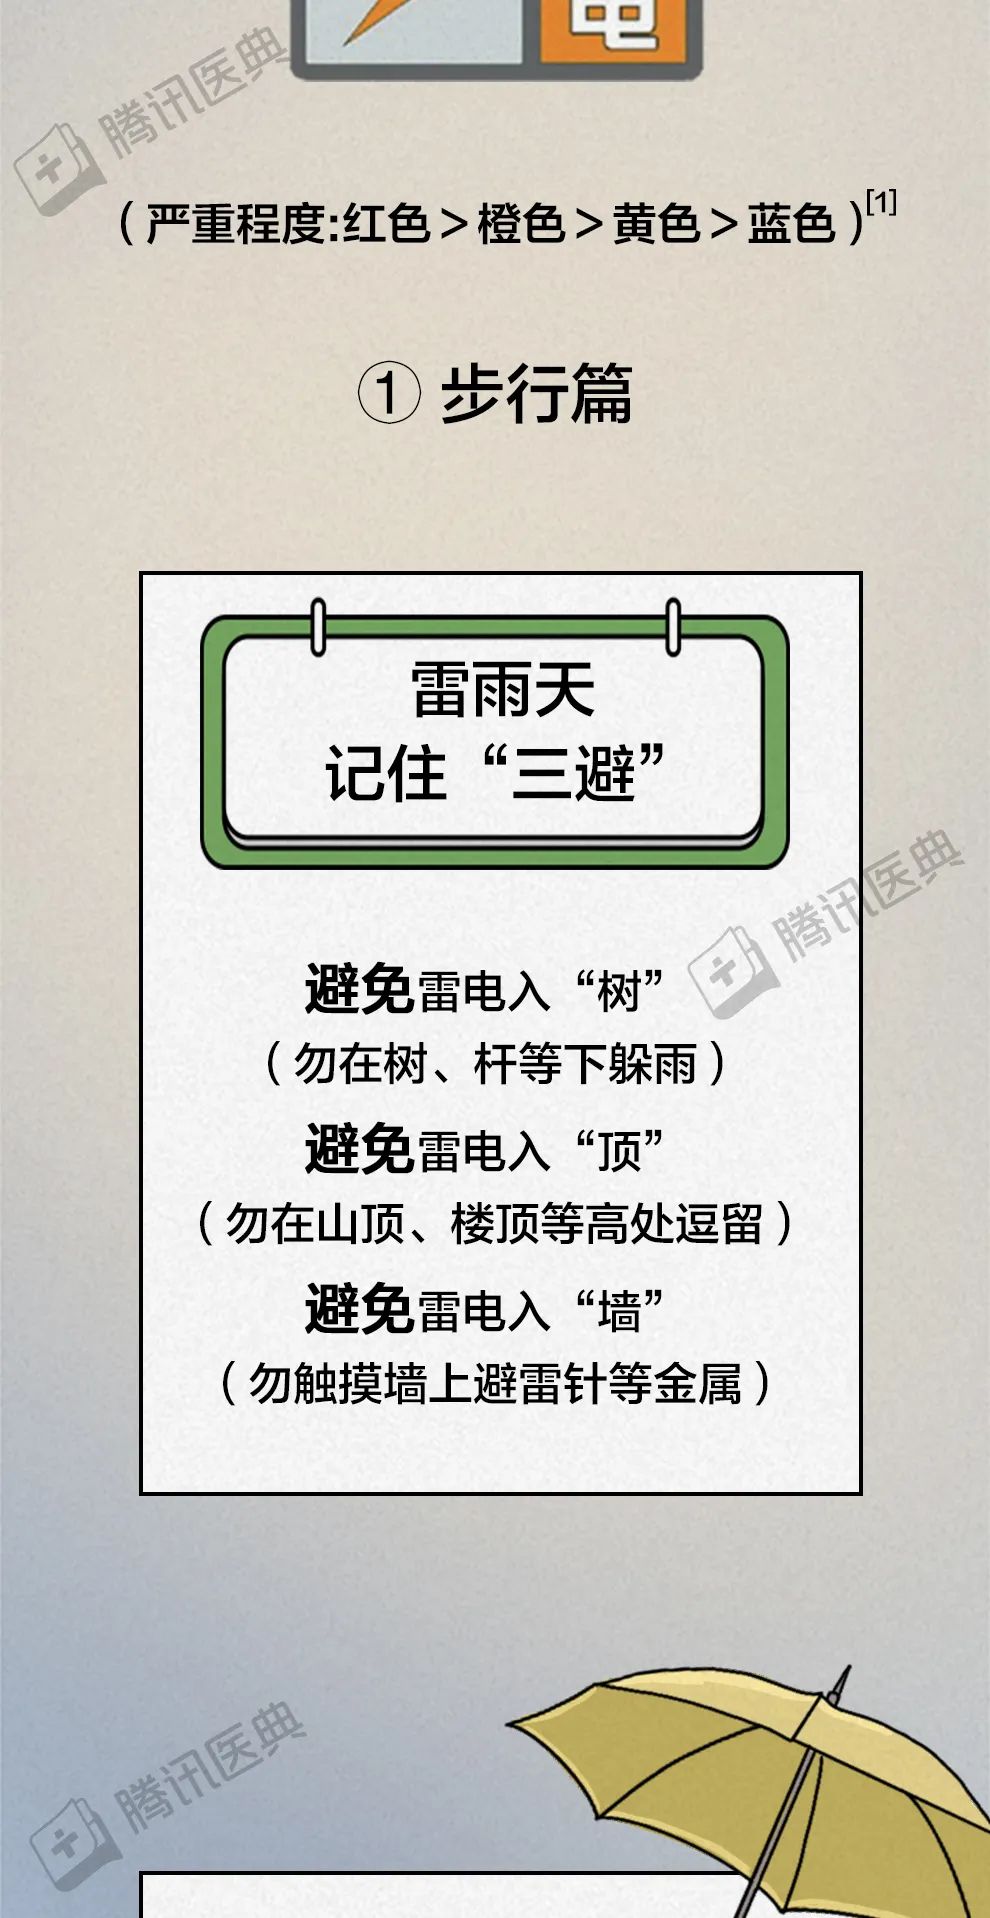 电
腾讯医典
（严重程度:红色＞橙色＞黄色＞蓝色）[1]
① 步行篇
雷雨天
记住“三避”
腾讯医典
避免雷电入“树”
（勿在树、杆等下躲雨）
避免雷电入“顶”
（勿在山顶、楼顶等高处逗留）
避免雷电入“墙”
（勿触摸墙上避雷针等金属）
腾讯医典